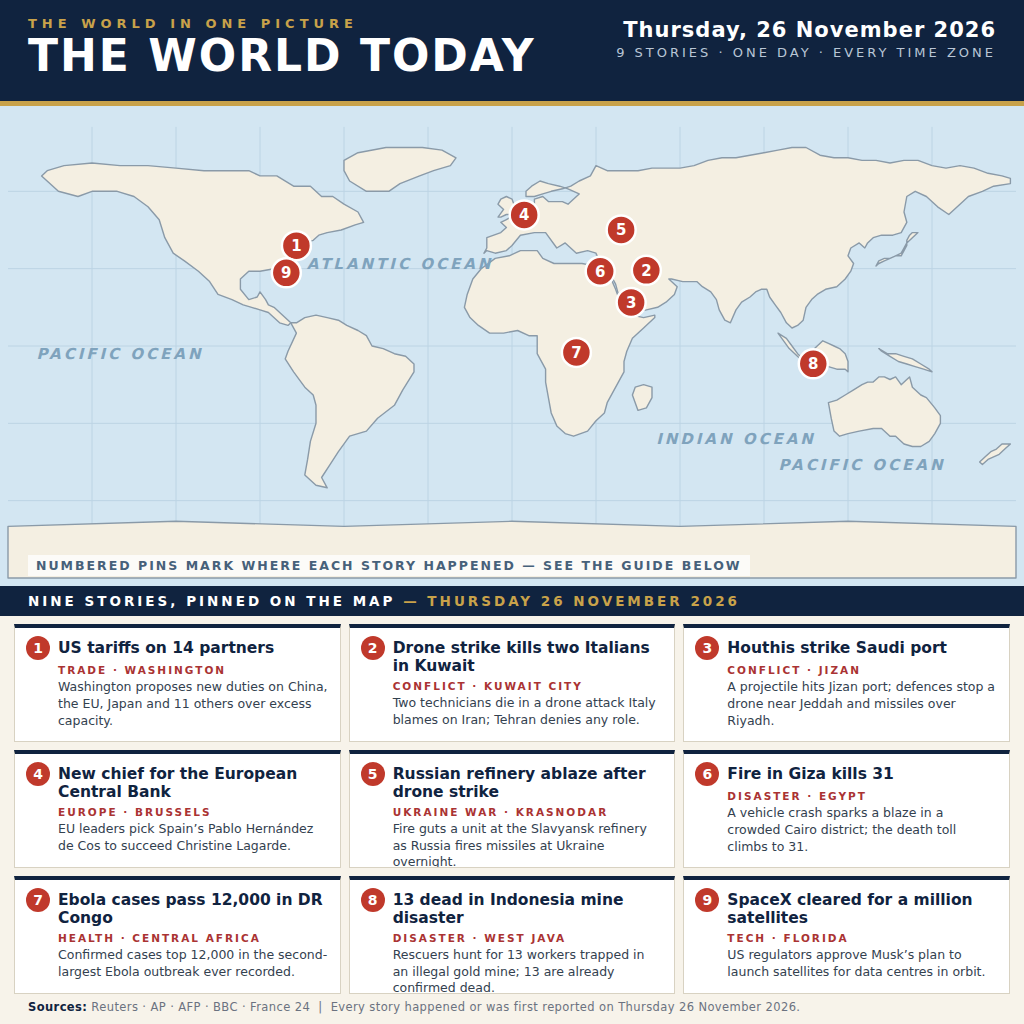 THE WORLD IN ONE PICTURE
THE WORLD TODAY
Thursday, 26 November 2026
9 STORIES · ONE DAY · EVERY TIME ZONE
4
5
1
ATLANTIC OCEAN
9
6
2
3
PACIFIC OCEAN
7
8
INDIAN OCEAN
PACIFIC OCEAN
NUMBERED PINS MARK WHERE EACH STORY HAPPENED — SEE THE GUIDE BELOW
NINE STORIES, PINNED ON THE MAP — THURSDAY 26 NOVEMBER 2026
1
US tariffs on 14 partners
TRADE · WASHINGTON
Washington proposes new duties on China,
the EU, Japan and 11 others over excess
capacity.
2
Drone strike kills two Italians
in Kuwait
CONFLICT · KUWAIT CITY
Two technicians die in a drone attack Italy
blames on Iran; Tehran denies any role.
3
Houthis strike Saudi port
CONFLICT · JIZAN
A projectile hits Jizan port; defences stop a
drone near Jeddah and missiles over
Riyadh.
4
New chief for the European
Central Bank
EUROPE · BRUSSELS
EU leaders pick Spain’s Pablo Hernández
de Cos to succeed Christine Lagarde.
5
Russian refinery ablaze after
drone strike
UKRAINE WAR · KRASNODAR
Fire guts a unit at the Slavyansk refinery
as Russia fires missiles at Ukraine
overnight.
6
Fire in Giza kills 31
DISASTER · EGYPT
A vehicle crash sparks a blaze in a
crowded Cairo district; the death toll
climbs to 31.
7
Ebola cases pass 12,000 in DR
Congo
HEALTH · CENTRAL AFRICA
Confirmed cases top 12,000 in the second-
largest Ebola outbreak ever recorded.
8
13 dead in Indonesia mine
disaster
DISASTER · WEST JAVA
Rescuers hunt for 13 workers trapped in
an illegal gold mine; 13 are already
confirmed dead.
9
SpaceX cleared for a million
satellites
TECH · FLORIDA
US regulators approve Musk’s plan to
launch satellites for data centres in orbit.
Sources: Reuters · AP · AFP · BBC · France 24 | Every story happened or was first reported on Thursday 26 November 2026.